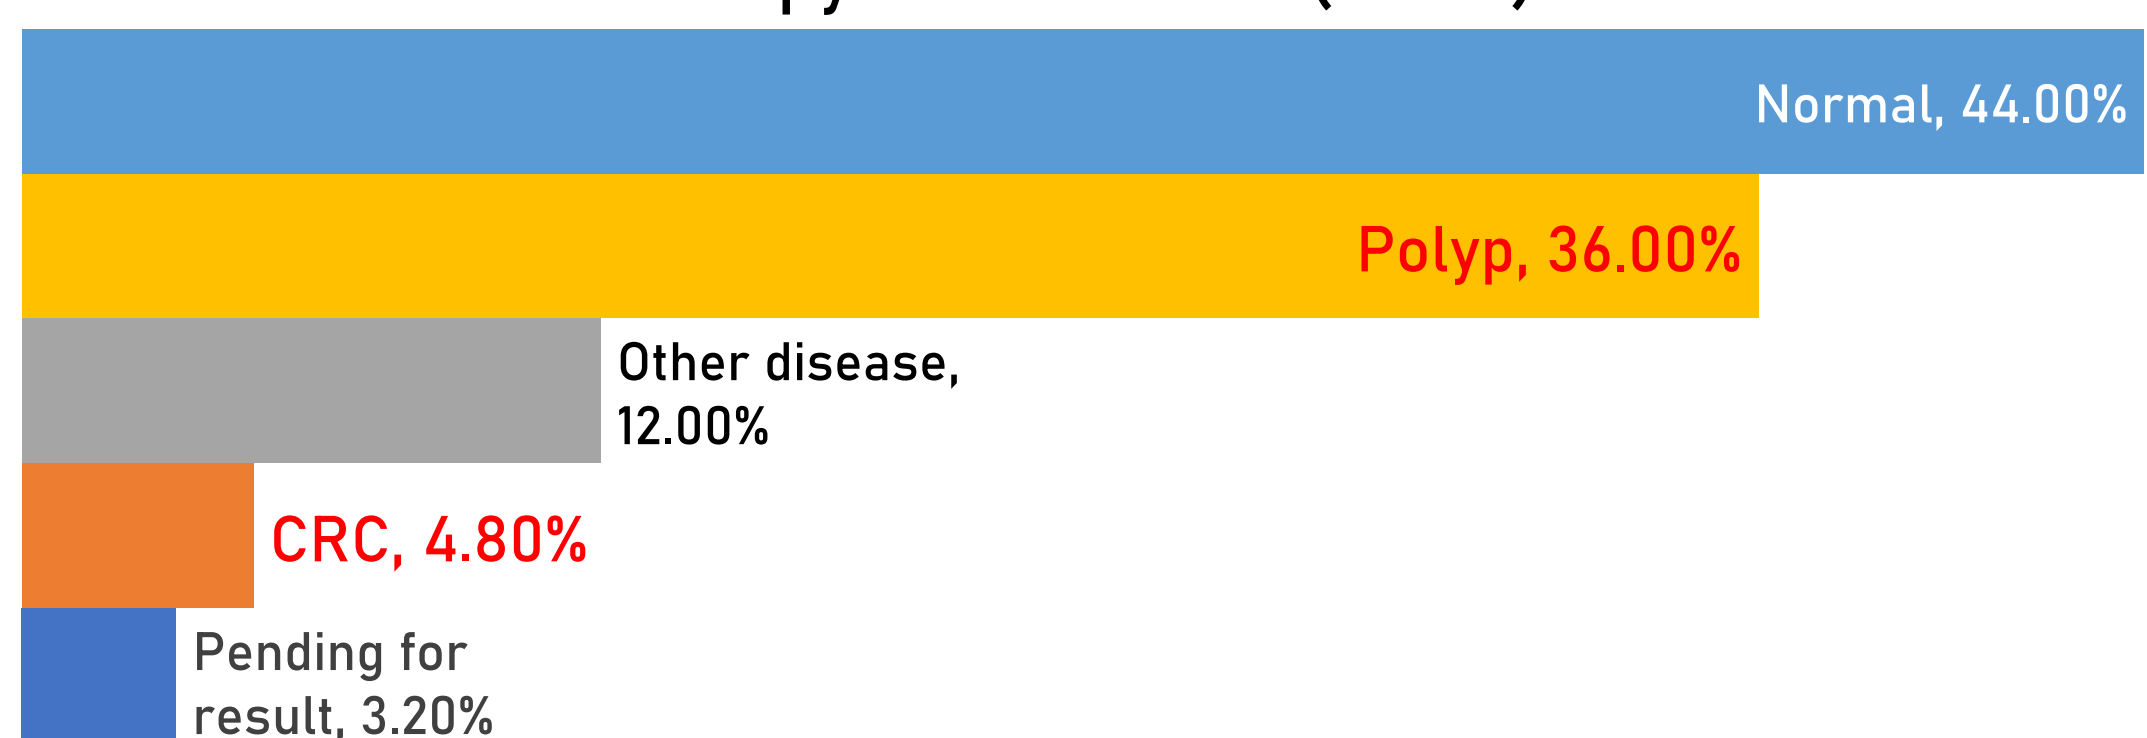 Normal, 44.00%
Polyp, 36.00%
Other disease,
12.00%
CRC, 4.80%
Pending for
result, 3.20%